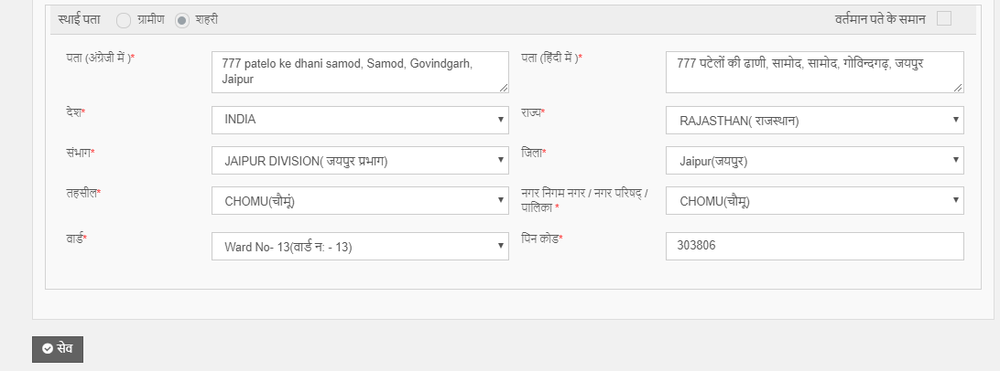 स्थाई पता ग्रामीण शहरी वर्तमान पते के समान
पता (अंग्रेजी में )* 777 patelo ke dhani samod, Samod, Govindgarh,
Jaipur
पता (हिंदी में )* 777 पटेलों की ढाणी, सामोद, सामोद, गोविन्दगढ़, जयपुर
देश* INDIA राज्य* RAJASTHAN( राजस्थान)
संभाग* JAIPUR DIVISION( जयपुर प्रभाग) जिला* Jaipur(जयपुर)
तहसील* CHOMU(चौमूं) नगर निगम नगर / नगर परिषद् /
पालिका * CHOMU(चौमू)
वार्ड* Ward No- 13(वार्ड न: - 13) पिन कोड* 303806
सेव